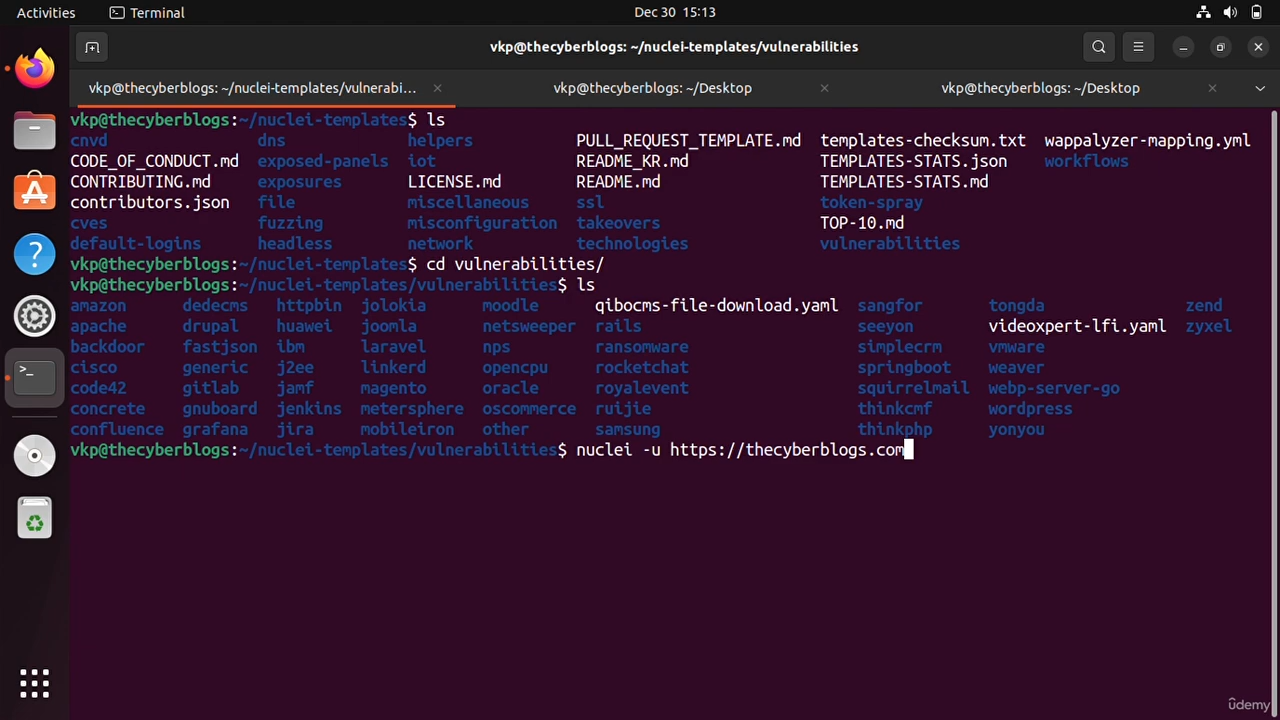 Activities Terminal Dec 30 15:13
vkp@thecyberblogs: ~/nuclei-templates/vulnerabilities
vkp@thecyberblogs: ~/nuclei-templates/vulnerabi... vkp@thecyberblogs: ~/Desktop vkp@thecyberblogs: ~/Desktop
vkp@thecyberblogs:~/nuclei-templates$ ls
cnvd dns helpers PULL_REQUEST_TEMPLATE.md templates-checksum.txt wappalyzer-mapping.yml
CODE_OF_CONDUCT.md exposed-panels iot README_KR.md TEMPLATES-STATS.json workflows
CONTRIBUTING.md exposures LICENSE.md README.md TEMPLATES-STATS.md
contributors.json file miscellaneous ssl token-spray
cves fuzzing misconfiguration takeovers TOP-10.md
default-logins headless network technologies vulnerabilities
vkp@thecyberblogs:~/nuclei-templates$ cd vulnerabilities/
vkp@thecyberblogs:~/nuclei-templates/vulnerabilities$ ls
amazon dedecms httpbin jolokia moodle qibocms-file-download.yaml sangfor tongda zend
apache drupal huawei joomla netsweeper rails seeyon videoxpert-lfi.yaml zyxel
backdoor fastjson ibm laravel nps ransomware simplecrm vmware
cisco generic j2ee linkerd opencpu rocketchat springboot weaver
code42 gitlab jamf magento oracle royalevent squirrelmail webp-server-go
concrete gnuboard jenkins metersphere oscommerce ruijie thinkcmf wordpress
confluence grafana jira mobileiron other samsung thinkphp yonyou
vkp@thecyberblogs:~/nuclei-templates/vulnerabilities$ nuclei -u https://thecyberblogs.com
udemy